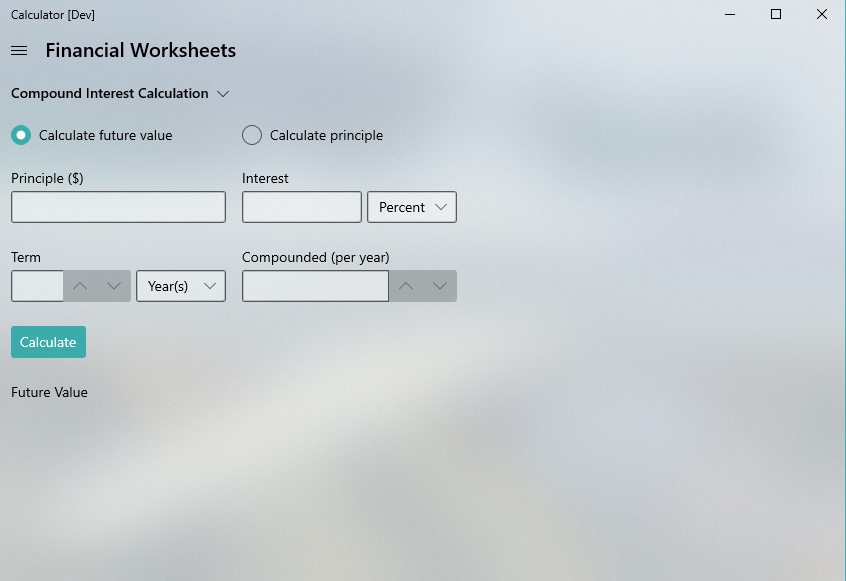 Calculator [Dev]
Financial Worksheets
Compound Interest Calculation
Calculate future value Calculate principle
Principle ($) Interest
Percent
Term Compounded (per year)
Year(s)
Calculate
Future Value